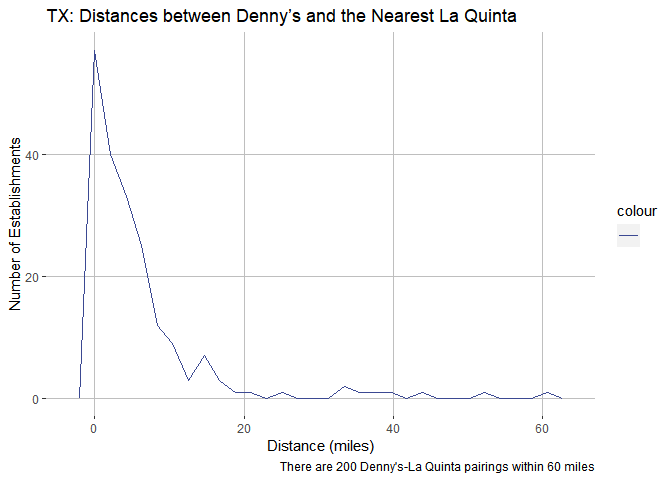 TX: Distances between Denny’s and the Nearest La Quinta
Number of Establishments
40
20
0
0
20
40
60
Distance (miles)
colour
There are 200 Denny's-La Quinta pairings within 60 miles